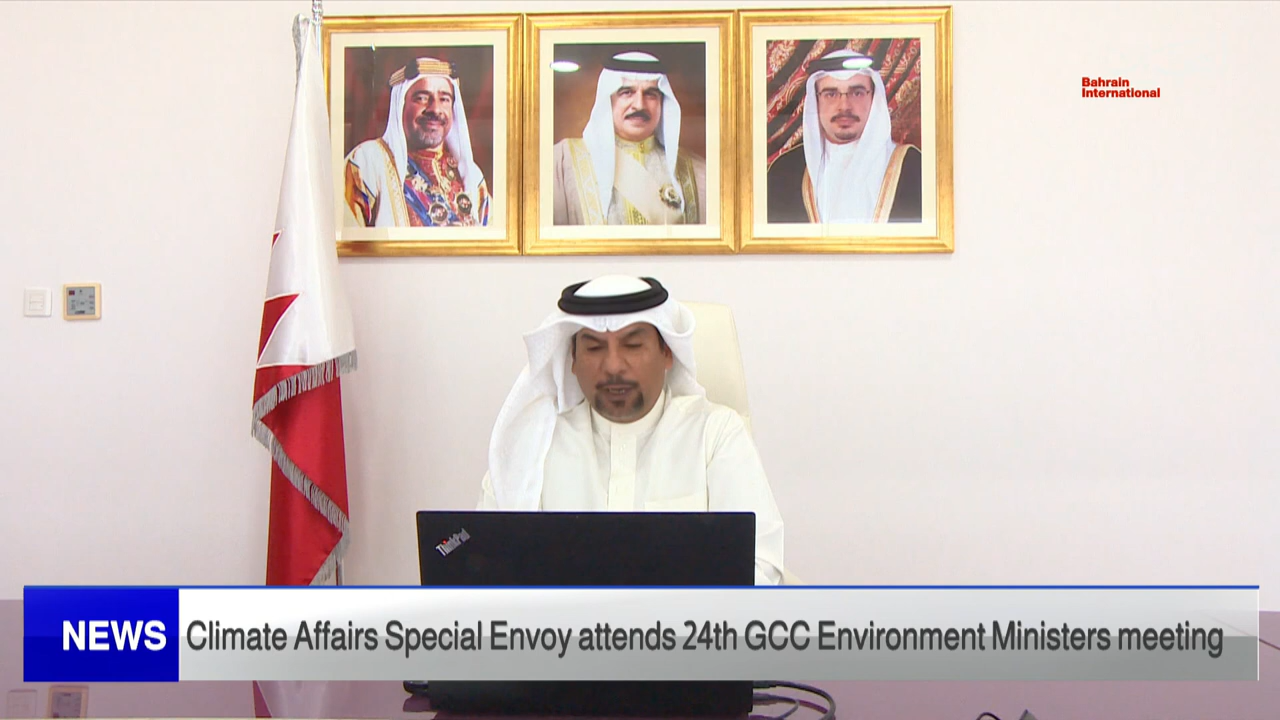 Bahrain
International
ThinkPad
NEWS
Climate Affairs Special Envoy attends 24th GCC Environment Ministers meeting